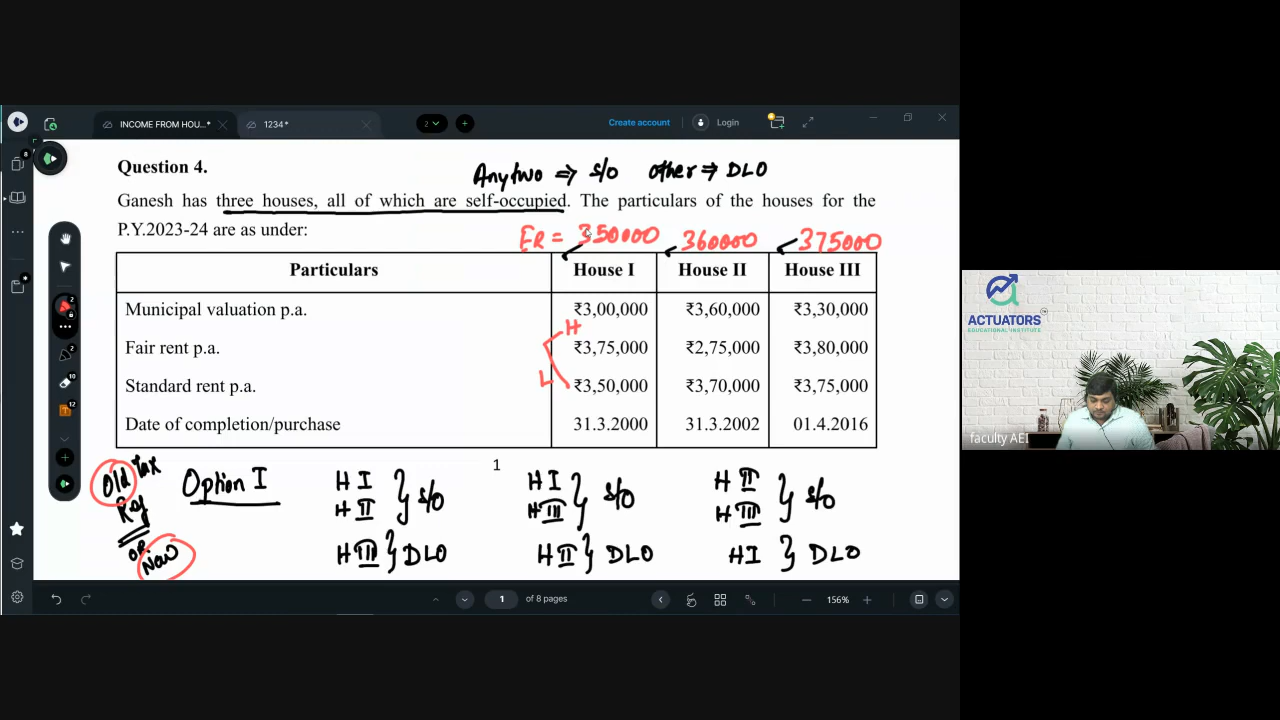 INCOME FROM HOU...*
1234*
2
Create account
Login
8
Question 4.
Any two ⇒ S/O other ⇒ DLO
Ganesh has three houses, all of which are self-occupied. The particulars of the houses for the
P.Y.2023-24 are as under:
ER = 350000 360000 375000
Particulars House I House II House III
Municipal valuation p.a. ₹3,00,000 ₹3,60,000 ₹3,30,000
H
Fair rent p.a. ₹3,75,000 ₹2,75,000 ₹3,80,000
L
Standard rent p.a. ₹3,50,000 ₹3,70,000 ₹3,75,000
Date of completion/purchase 31.3.2000 31.3.2002 01.4.2016
1
Old Tax
Reg
or
New
Option I
H I
H II } S/O
H III } DLO
H I
H III } S/O
H II } DLO
H II
H III } S/O
H I } DLO
1 of 8 pages
156%
ACTUATORS
EDUCATIONAL INSTITUTE
faculty AEI